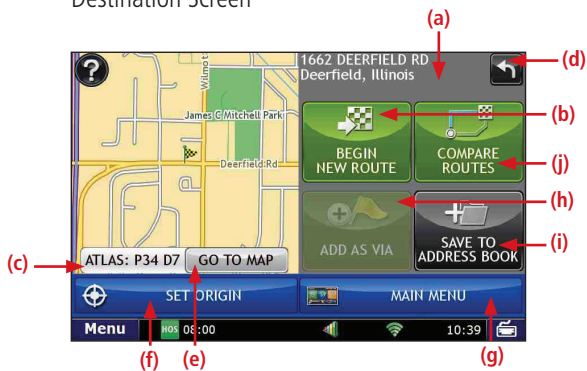 Destination Screen
(a)
1662 DEERFIELD RD
Deerfield, Illinois
(d)
?
Wilmot
James C Mitchell Park
Deerfield Rd
(b)
BEGIN
NEW ROUTE
COMPARE
ROUTES
(j)
(h)
ADD AS VIA
SAVE TO
ADDRESS BOOK
(i)
(c)
ATLAS: P34 D7
GO TO MAP
SET ORIGIN
MAIN MENU
Menu
HOS 08:00
10:39
(f)
(e)
(g)